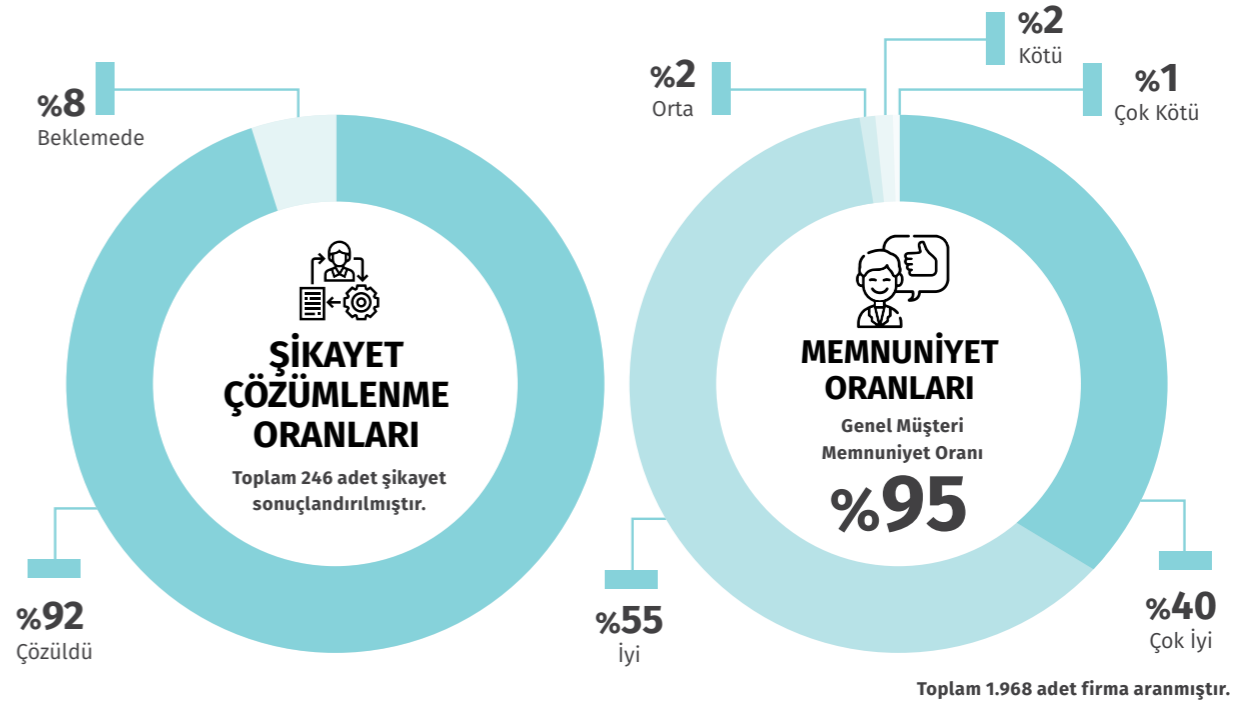 %8
Beklemede
ŞİKAYET
ÇÖZÜMLENME
ORANLARI
Toplam 246 adet şikayet
sonuçlandırılmıştır.
%92
Çözüldü
%2
Orta
%2
Kötü
%1
Çok Kötü
MEMNUNİYET
ORANLARI
Genel Müşteri
Memnuniyet Oranı
%95
%55
İyi
%40
Çok İyi
Toplam 1.968 adet firma aranmıştır.